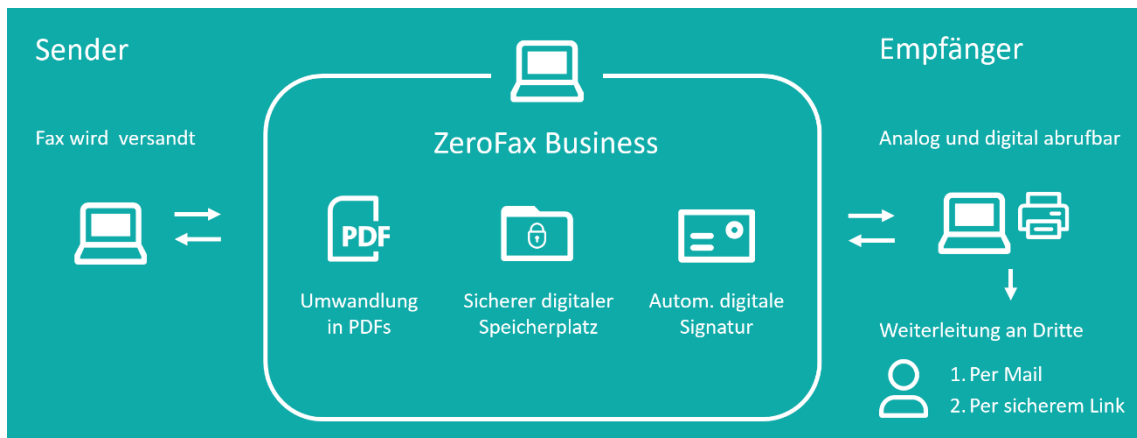 Sender
Fax wird versandt
ZeroFax Business
PDF
Umwandlung
in PDFs
Sicherer digitaler
Speicherplatz
Autom. digitale
Signatur
Empfänger
Analog und digital abrufbar
Weiterleitung an Dritte
1. Per Mail
2. Per sicherem Link